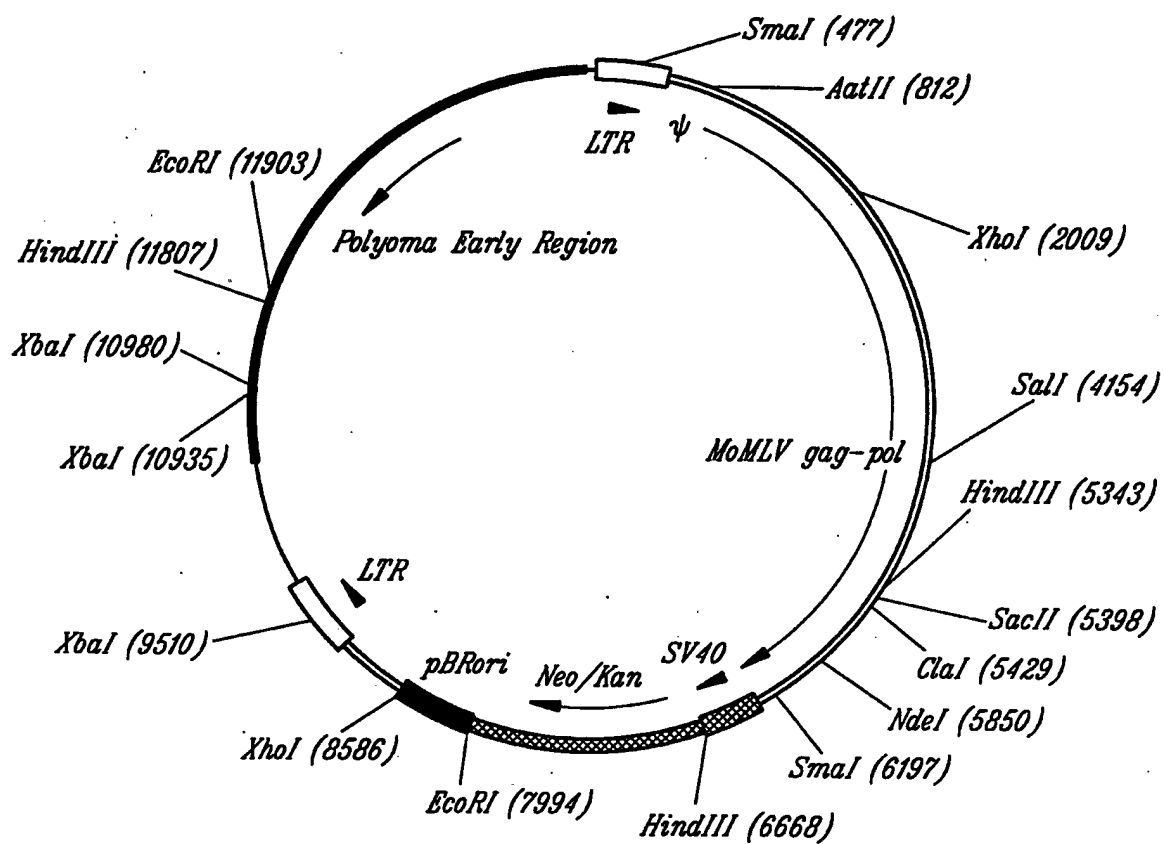 SmaI (477)
AatII (812)
LTR
ψ
EcoRI (11903)
XhoI (2009)
Polyoma Early Region
HindIII (11807)
XbaI (10980)
SalI (4154)
XbaI (10935)
MoMLV gag-pol
HindIII (5343)
LTR
SacII (5398)
XbaI (9510)
SV40
ClaI (5429)
pBRori
Neo/Kan
NdeI (5850)
XhoI (8586)
SmaI (6197)
EcoRI (7994)
HindIII (6668)